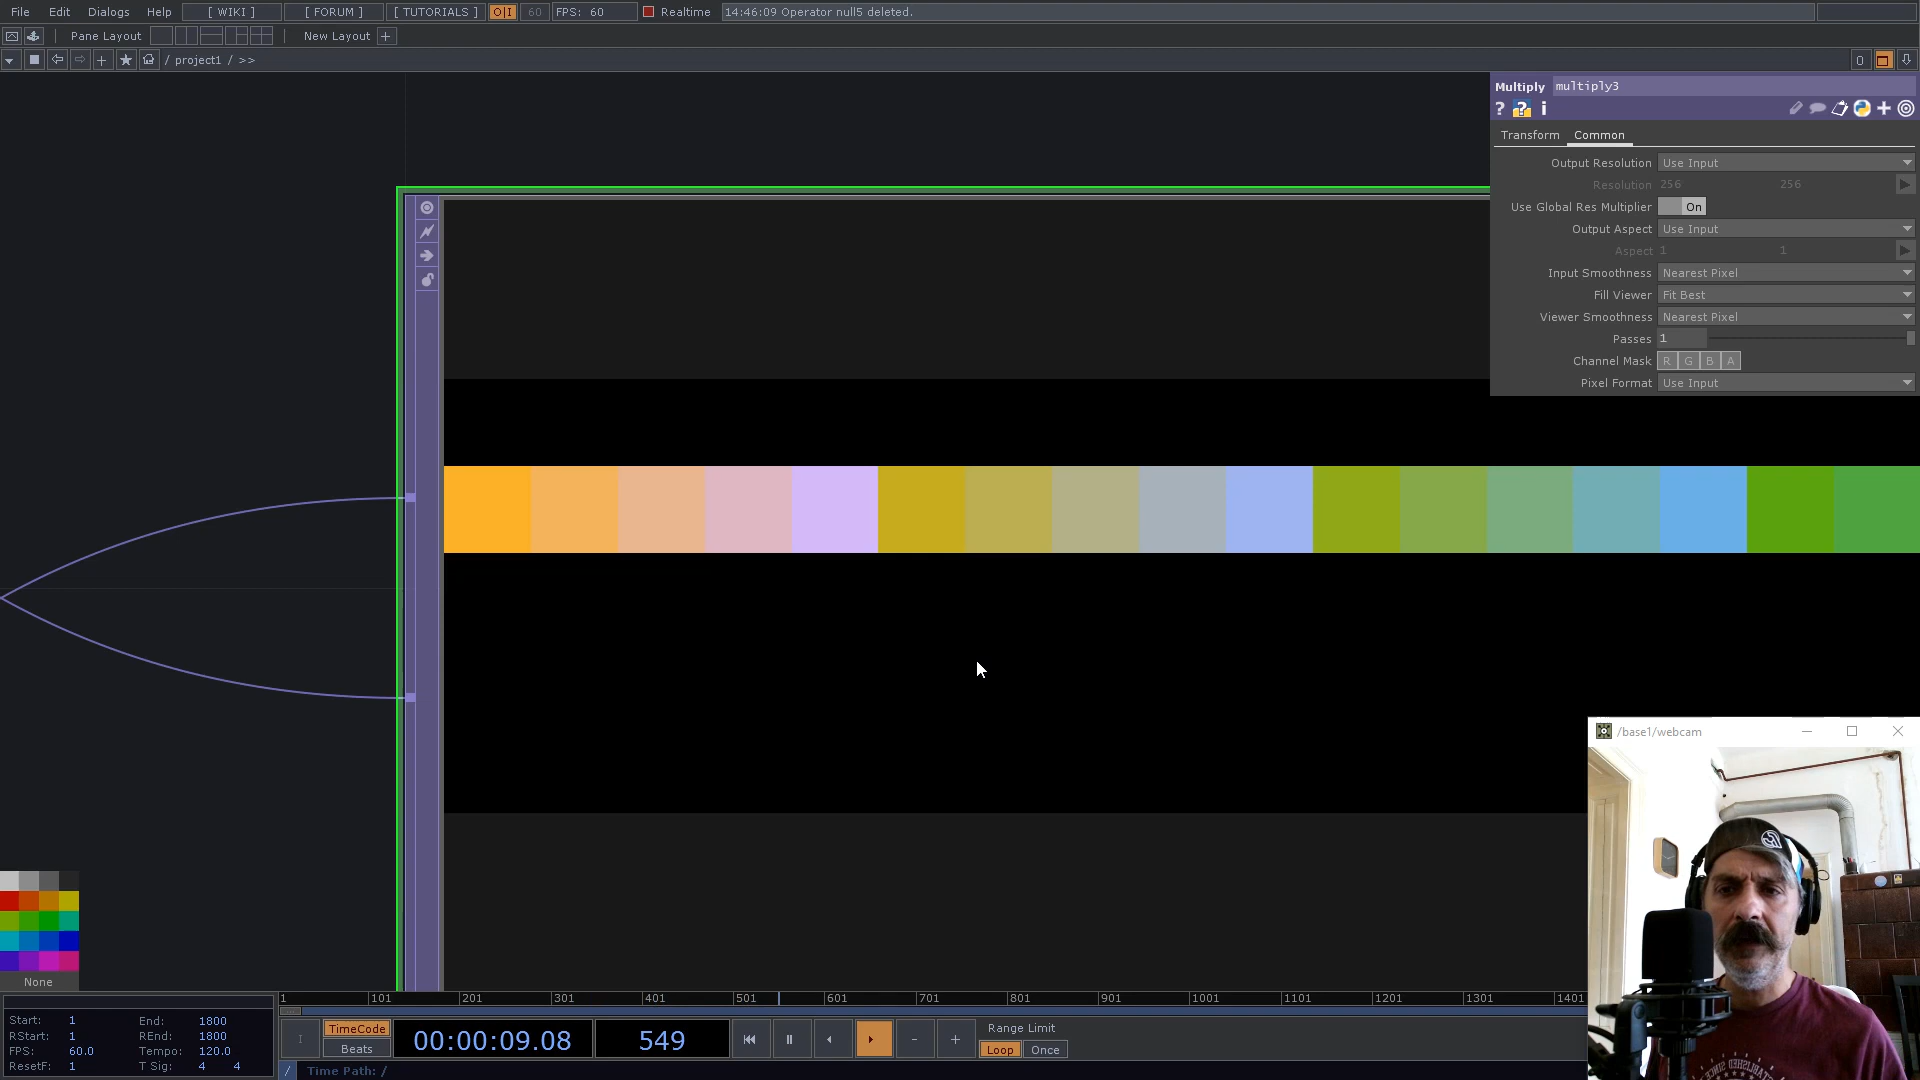 File Edit Dialogs Help [ WIKI ] [ FORUM ] [ TUTORIALS ] O|I 60 FPS: 60 Realtime 14:46:09 Operator null5 deleted.
Pane Layout New Layout +
/ project1 / >> 0
Multiply multiply3
? ? i
Transform Common
Output Resolution Use Input
Resolution 256 256
Use Global Res Multiplier On
Output Aspect Use Input
Aspect 1 1
Input Smoothness Nearest Pixel
Fill Viewer Fit Best
Viewer Smoothness Nearest Pixel
Passes 1
Channel Mask R G B A
Pixel Format Use Input
/base1/webcam
None
1 101 201 301 401 501 601 701 801 901 1001 1101 1201 1301 1401
Start: 1 End: 1800
RStart: 1 REnd: 1800
FPS: 60.0 Tempo: 120.0
ResetF: 1 T Sig: 4 4
I TimeCode
Beats
00:00:09.08 549 - +
Range Limit
Loop Once
/ Time Path: /